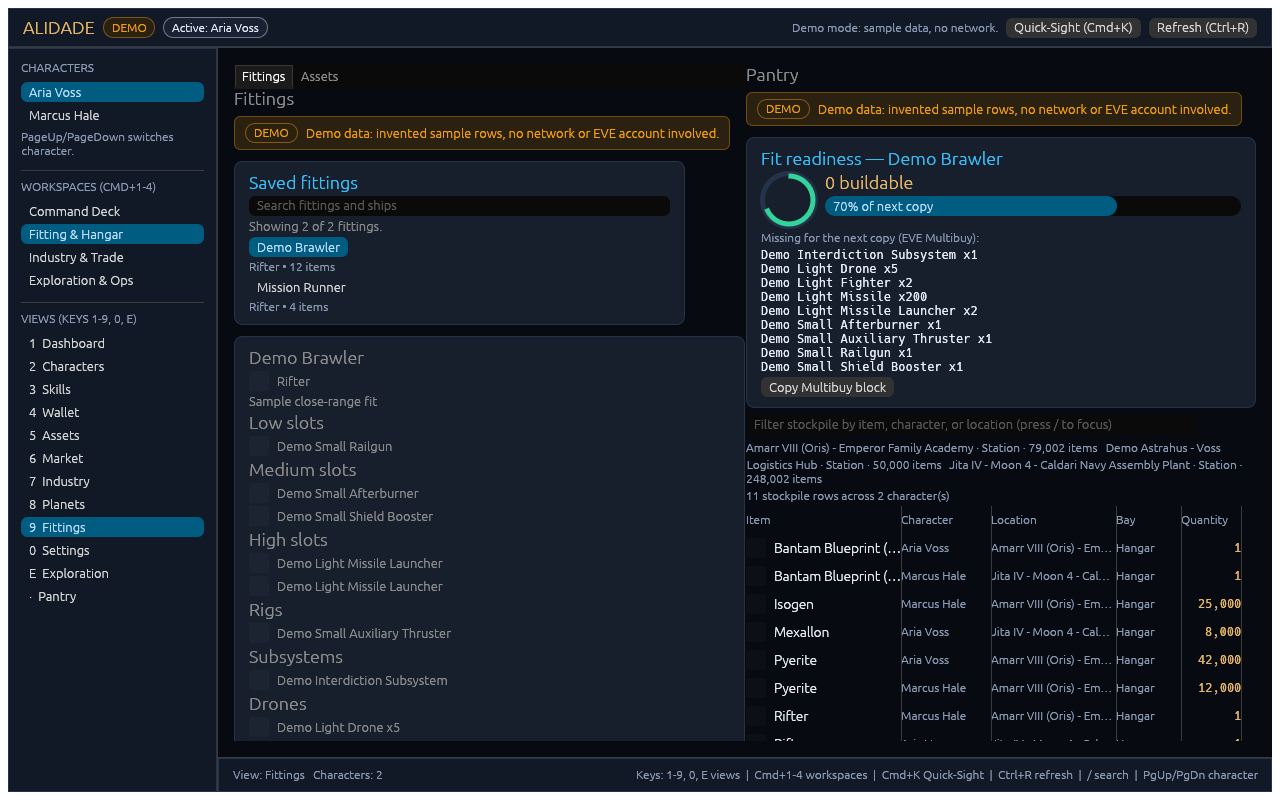 ALIDADE DEMO Active: Aria Voss
Demo mode: sample data, no network. Quick-Sight (Cmd+K) Refresh (Ctrl+R)
CHARACTERS
Aria Voss
Marcus Hale
PageUp/PageDown switches
character.
WORKSPACES (CMD+1-4)
Command Deck
Fitting & Hangar
Industry & Trade
Exploration & Ops
VIEWS (KEYS 1-9, 0, E)
1 Dashboard
2 Characters
3 Skills
4 Wallet
5 Assets
6 Market
7 Industry
8 Planets
9 Fittings
0 Settings
E Exploration
· Pantry
Fittings Assets
Fittings
DEMO Demo data: invented sample rows, no network or EVE account involved.
Saved fittings
Search fittings and ships
Showing 2 of 2 fittings.
Demo Brawler
Rifter • 12 items
Mission Runner
Rifter • 4 items
Demo Brawler
Rifter
Sample close-range fit
Low slots
Demo Small Railgun
Medium slots
Demo Small Afterburner
Demo Small Shield Booster
High slots
Demo Light Missile Launcher
Demo Light Missile Launcher
Rigs
Demo Small Auxiliary Thruster
Subsystems
Demo Interdiction Subsystem
Drones
Demo Light Drone x5
Pantry
DEMO Demo data: invented sample rows, no network or EVE account involved.
Fit readiness — Demo Brawler
0 buildable
70% of next copy
Missing for the next copy (EVE Multibuy):
Demo Interdiction Subsystem x1
Demo Light Drone x5
Demo Light Fighter x2
Demo Light Missile x200
Demo Light Missile Launcher x2
Demo Small Afterburner x1
Demo Small Auxiliary Thruster x1
Demo Small Railgun x1
Demo Small Shield Booster x1
Copy Multibuy block
Filter stockpile by item, character, or location (press / to focus)
Amarr VIII (Oris) - Emperor Family Academy · Station · 79,002 items Demo Astrahus - Voss
Logistics Hub · Station · 50,000 items Jita IV - Moon 4 - Caldari Navy Assembly Plant · Station ·
248,002 items
11 stockpile rows across 2 character(s)
Item Character Location Bay Quantity
Bantam Blueprint (... Aria Voss Amarr VIII (Oris) - Em... Hangar 1
Bantam Blueprint (... Marcus Hale Jita IV - Moon 4 - Cal... Hangar 1
Isogen Marcus Hale Amarr VIII (Oris) - Em... Hangar 25,000
Mexallon Aria Voss Jita IV - Moon 4 - Cal... Hangar 8,000
Pyerite Aria Voss Amarr VIII (Oris) - Em... Hangar 42,000
Pyerite Marcus Hale Amarr VIII (Oris) - Em... Hangar 12,000
Rifter Marcus Hale Amarr VIII (Oris) - Em... Hangar 1
View: Fittings Characters: 2
Keys: 1-9, 0, E views | Cmd+1-4 workspaces | Cmd+K Quick-Sight | Ctrl+R refresh | / search | PgUp/PgDn character